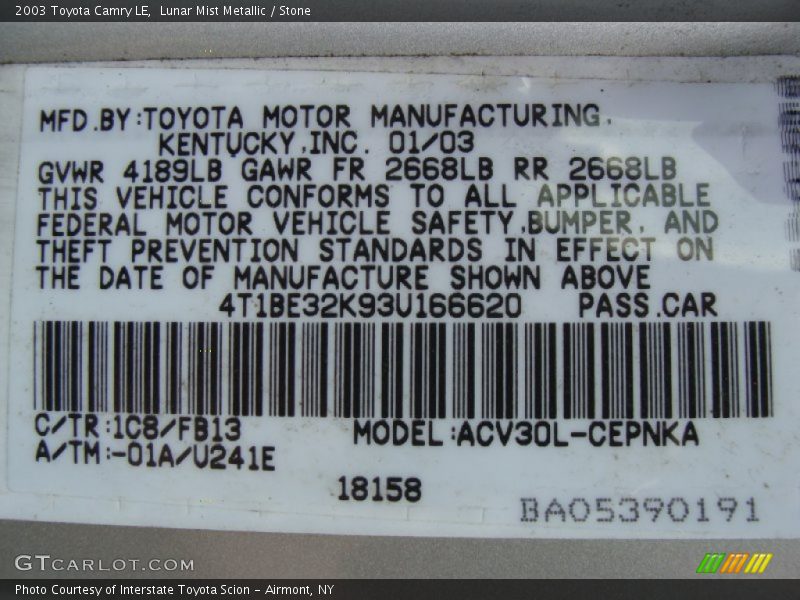 2003 Toyota Camry LE,  Lunar Mist Metallic / Stone
MFD.BY:TOYOTA MOTOR MANUFACTURING,
KENTUCKY,INC. 01/03
GVWR 4189LB GAWR FR 2668LB RR 2668LB
THIS VEHICLE CONFORMS TO ALL APPLICABLE
FEDERAL MOTOR VEHICLE SAFETY,BUMPER, AND
THEFT PREVENTION STANDARDS IN EFFECT ON
THE DATE OF MANUFACTURE SHOWN ABOVE
4T1BE32K93U166620 PASS.CAR
C/TR:1C8/FB13 MODEL:ACV30L-CEPNKA
A/TM:-01A/U241E
18158
BA05390191
GTCARLOT.COM
Photo Courtesy of Interstate Toyota Scion - Airmont, NY